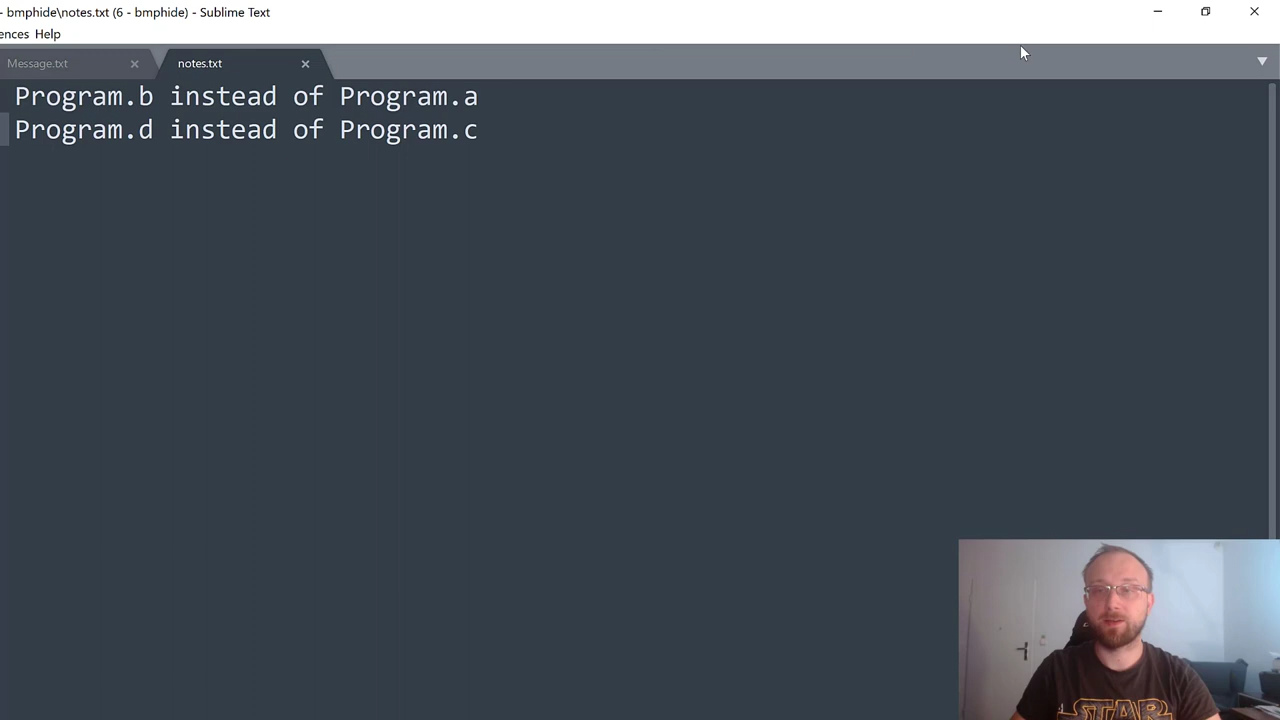 - bmphide\notes.txt (6 - bmphide) - Sublime Text
ences Help
Message.txt
notes.txt
Program.b instead of Program.a
Program.d instead of Program.c
STAR